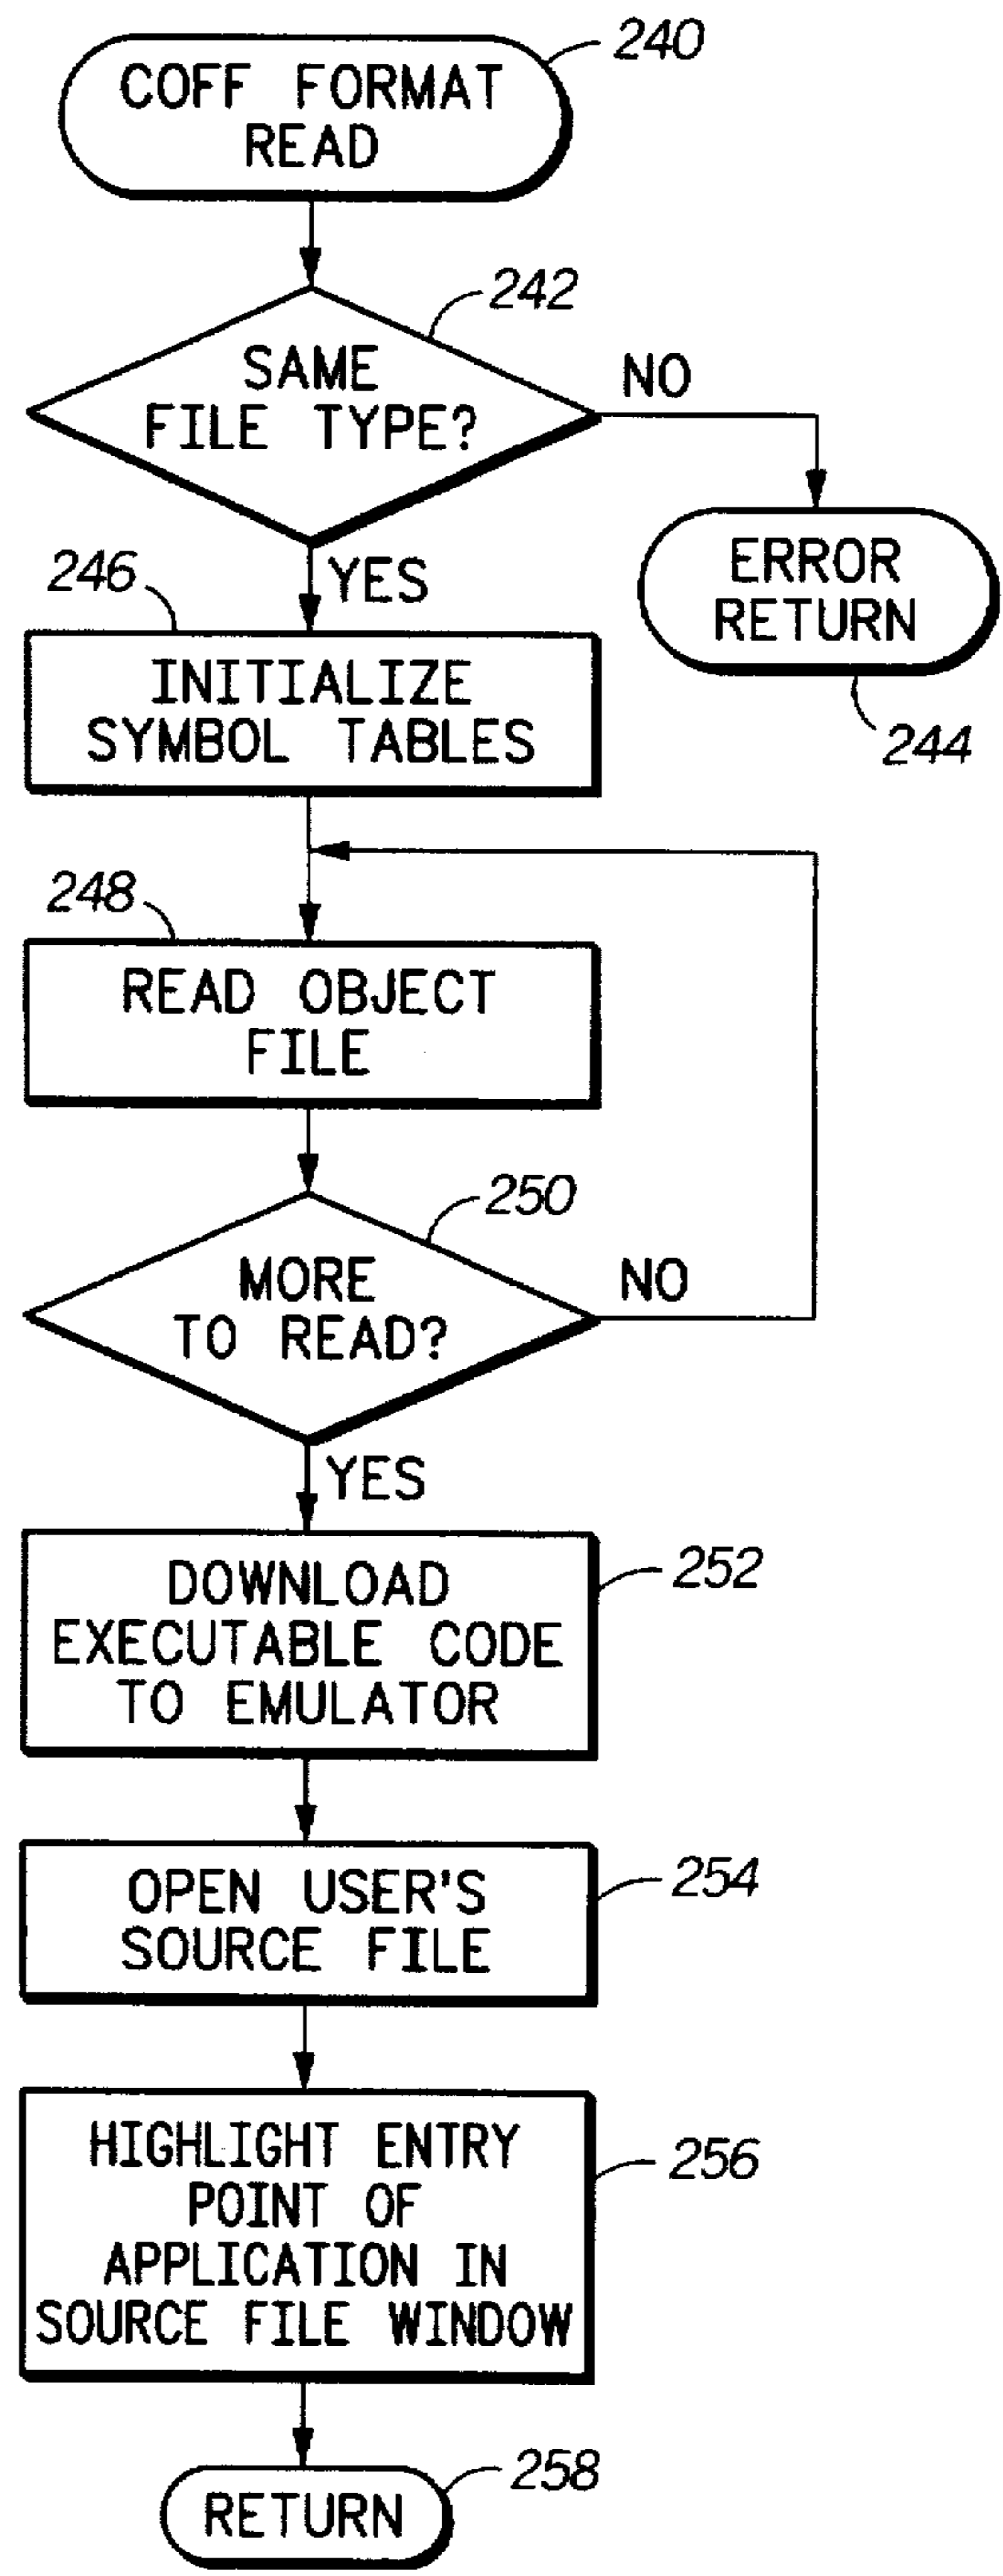 COFF FORMAT
READ
240
SAME
FILE TYPE?
242
NO
ERROR
RETURN
244
YES
246
INITIALIZE
SYMBOL TABLES
248
READ OBJECT
FILE
MORE
TO READ?
250
NO
YES
DOWNLOAD
EXECUTABLE CODE
TO EMULATOR
252
OPEN USER'S
SOURCE FILE
254
HIGHLIGHT ENTRY
POINT OF
APPLICATION IN
SOURCE FILE WINDOW
256
RETURN
258